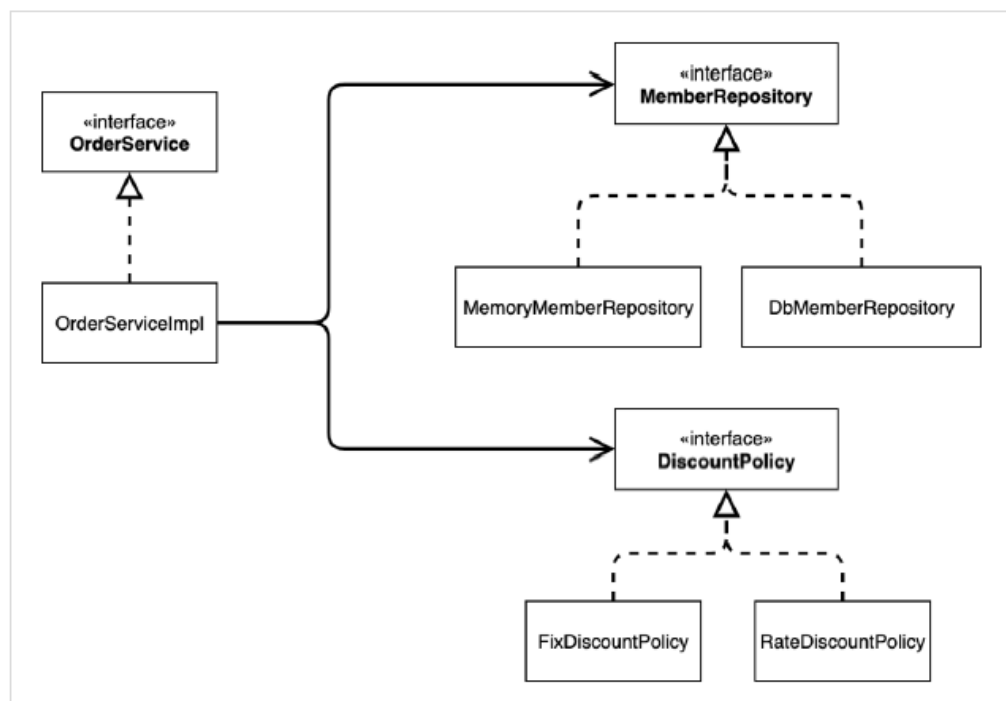 «interface»
MemberRepository
«interface»
OrderService
MemoryMemberRepository
DbMemberRepository
OrderServiceImpl
«interface»
DiscountPolicy
FixDiscountPolicy
RateDiscountPolicy